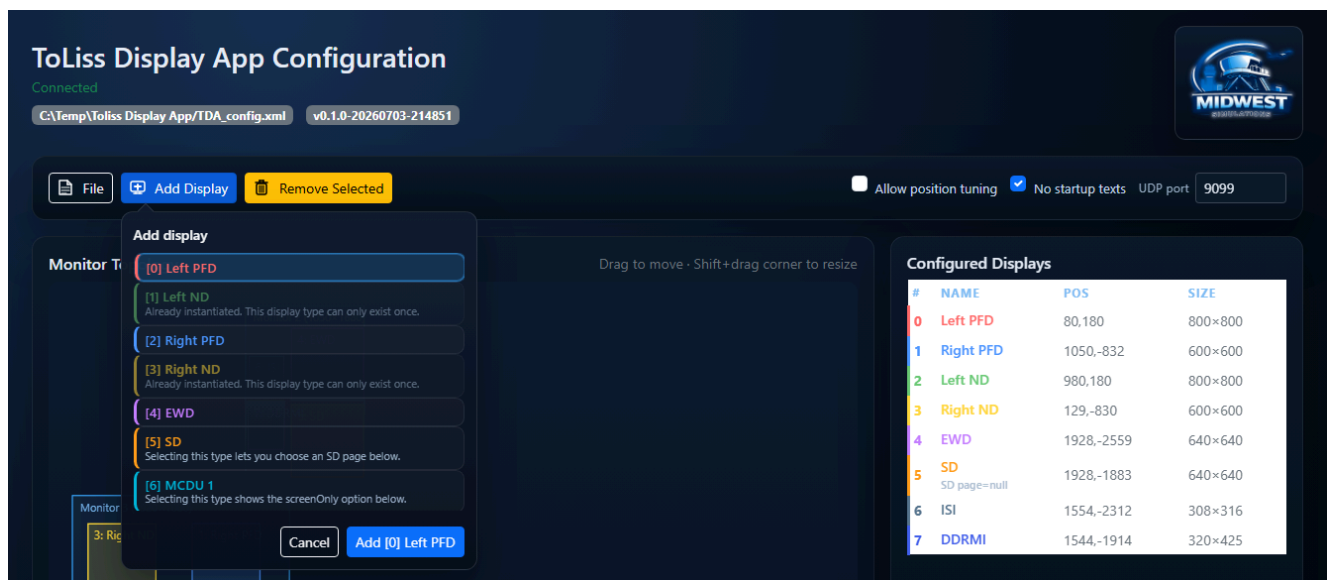 ToLiss Display App Configuration
Connected
C:\Temp\Toliss Display App/TDA_config.xml v0.1.0-20260703-214851
MIDWEST
SIMULATIONS
File Add Display Remove Selected Allow position tuning No startup texts UDP port 9099
Add display
[0] Left PFD
[1] Left ND
Already instantiated. This display type can only exist once.
[2] Right PFD
[3] Right ND
Already instantiated. This display type can only exist once.
[4] EWD
[5] SD
Selecting this type lets you choose an SD page below.
[6] MCDU 1
Selecting this type shows the screenOnly option below.
Cancel Add [0] Left PFD
Monitor Drag to move · Shift+drag corner to resize
Monitor
3:
Configured Displays
# NAME POS SIZE
0 Left PFD 80,180 800×800
1 Right PFD 1050,-832 600×600
2 Left ND 980,180 800×800
3 Right ND 129,-830 600×600
4 EWD 1928,-2559 640×640
5 SD 1928,-1883 640×640
SD page=null
6 ISI 1554,-2312 308×316
7 DDRMI 1544,-1914 320×425